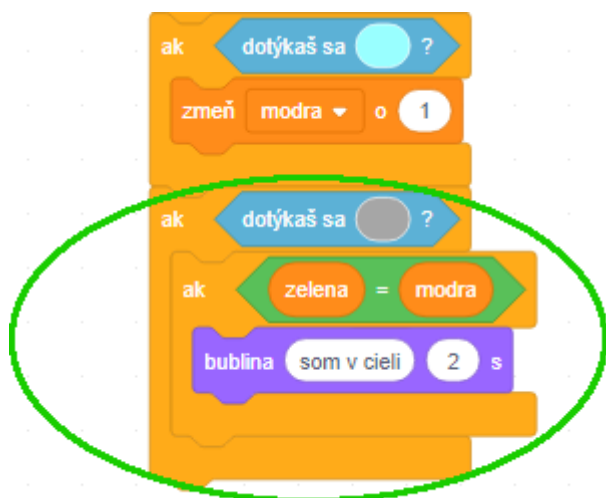 ak dotýkaš sa ?
zmeň modra o 1
ak dotýkaš sa ?
ak zelena = modra
bublina som v cieli 2 s